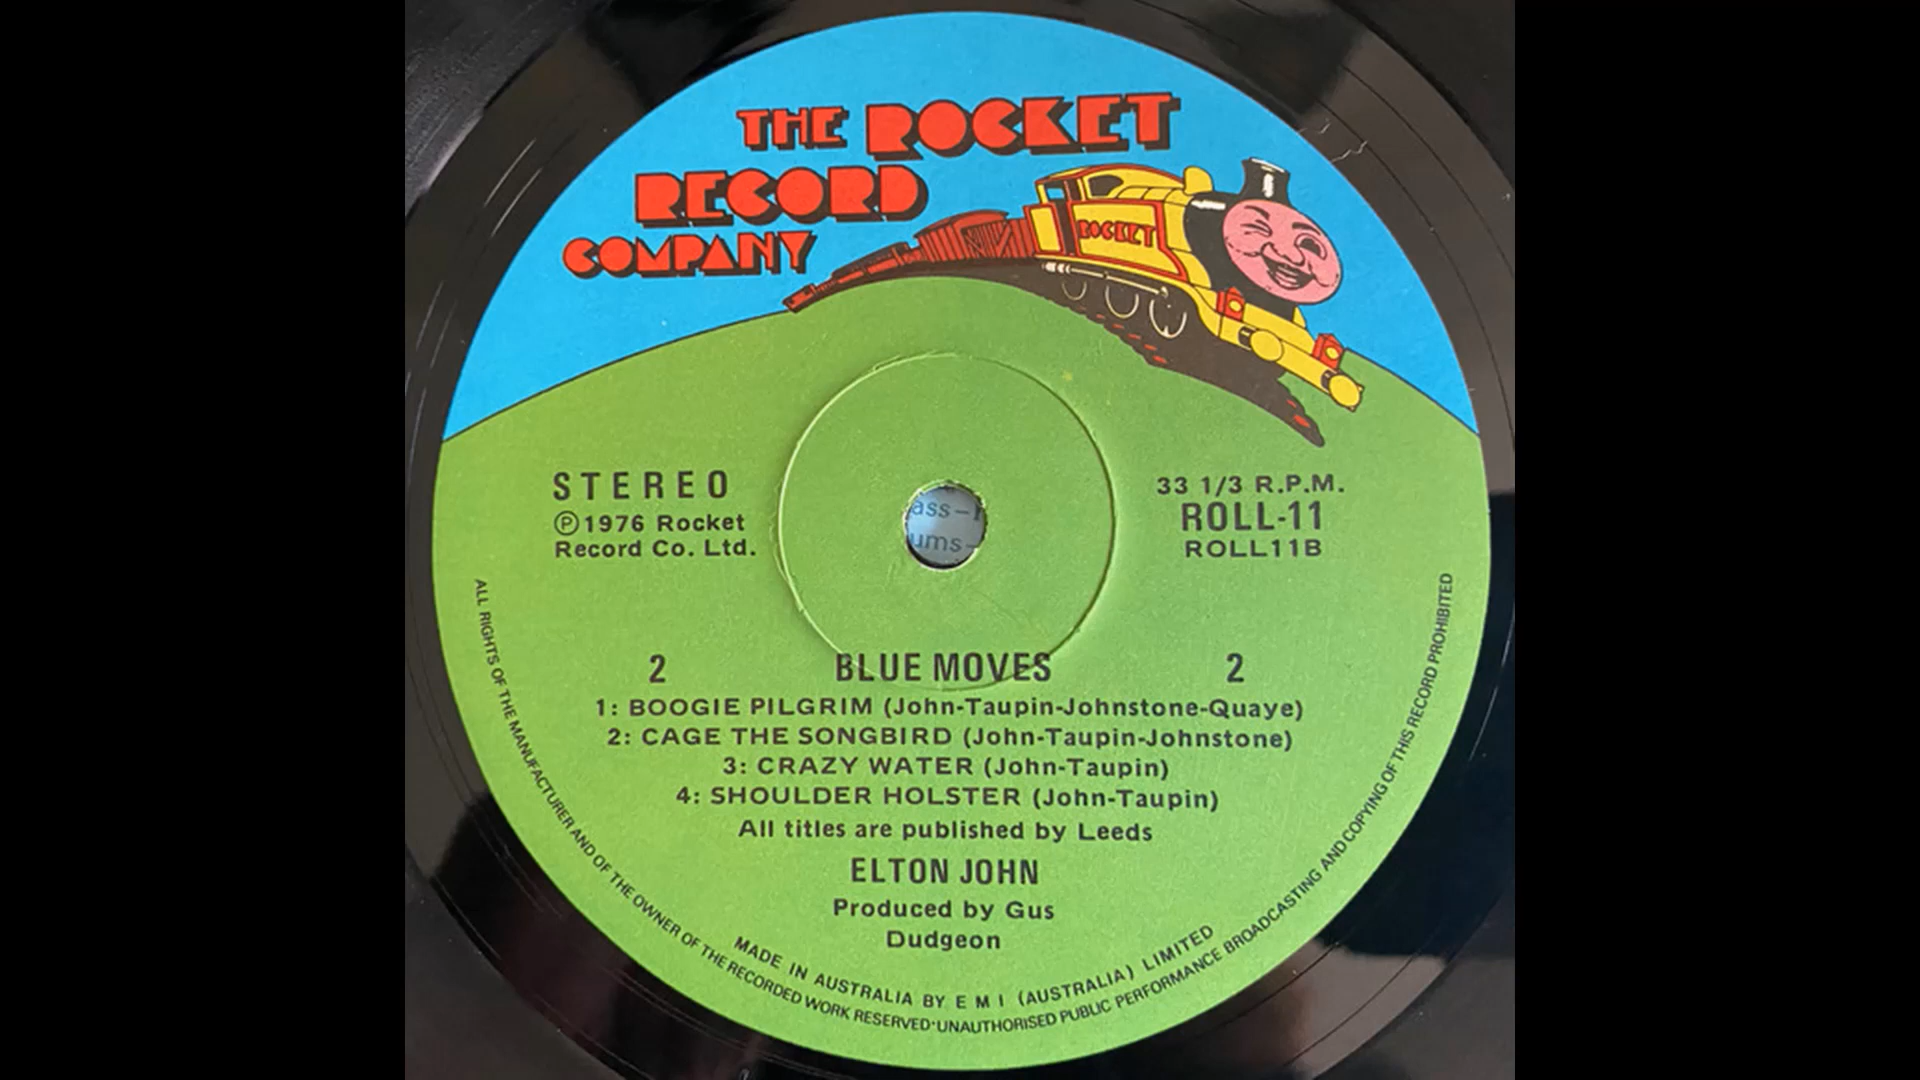 THE ROCKET
RECORD
COMPANY
ROCKET
STEREO
Ⓟ1976 Rocket
Record Co. Ltd.
33 1/3 R.P.M.
ROLL-11
ROLL11B
ass-
ums-
2 BLUE MOVES 2
1: BOOGIE PILGRIM (John-Taupin-Johnstone-Quaye)
2: CAGE THE SONGBIRD (John-Taupin-Johnstone)
3: CRAZY WATER (John-Taupin)
4: SHOULDER HOLSTER (John-Taupin)
All titles are published by Leeds
ELTON JOHN
Produced by Gus
Dudgeon
MADE IN AUSTRALIA BY E M I (AUSTRALIA) LIMITED
ALL RIGHTS OF THE MANUFACTURER AND OF THE OWNER OF THE RECORDED WORK RESERVED·UNAUTHORISED PUBLIC PERFORMANCE BROADCASTING AND COPYING OF THIS RECORD PROHIBITED